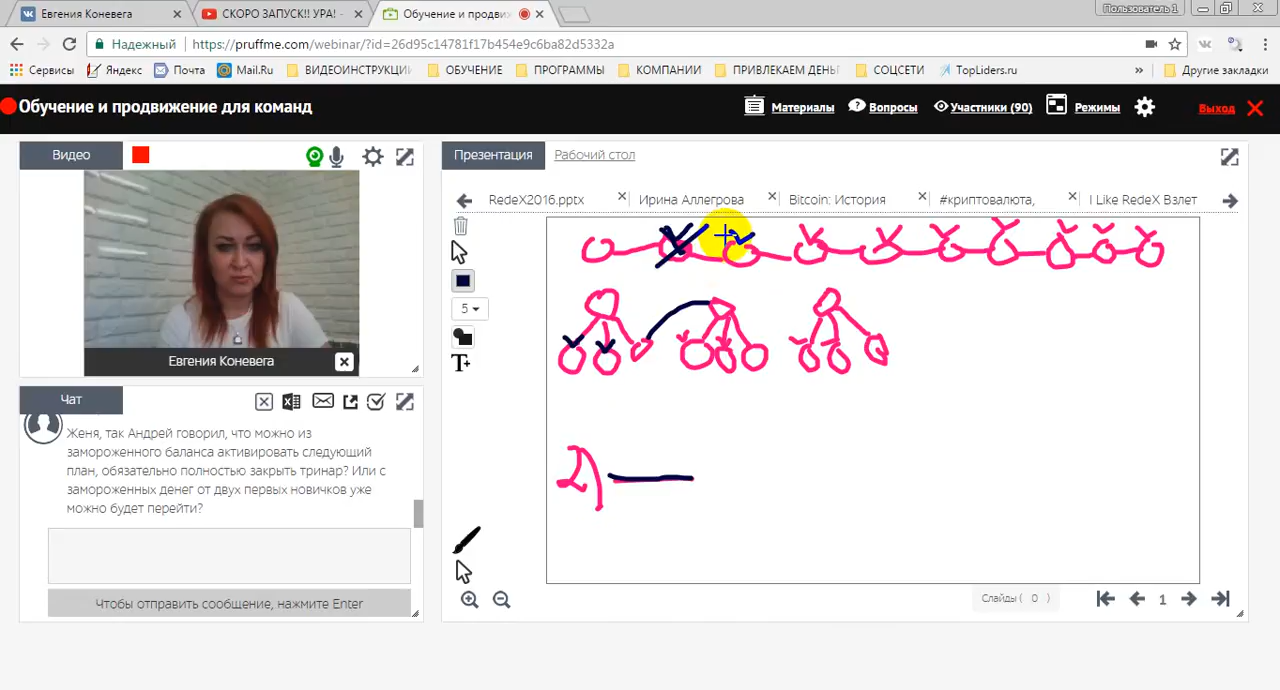 Евгения Коневега
СКОРО ЗАПУСК!! УРА! -
Обучение и продви
Пользователь 1
Надежный
https://pruffme.com/webinar/?id=26d95c14781f17b454e9c6ba82d5332a
Сервисы
Яндекс
Почта
Mail.Ru
ВИДЕОИНСТРУКЦИ
ОБУЧЕНИЕ
ПРОГРАММЫ
КОМПАНИИ
ПРИВЛЕКАЕМ ДЕНЬ
СОЦСЕТИ
TopLiders.ru
»
Другие закладки
Обучение и продвижение для команд
Материалы
Вопросы
Участники (90)
Режимы
Выход
Видео
Презентация
Рабочий стол
RedeX2016.pptx
Ирина Аллегрова
Bitcoin: История
#криптовалюта,
I Like RedeX Взлет
5
T+
2)
Евгения Коневега
Чат
Женя, так Андрей говорил, что можно из
замороженного баланса активировать следующий
план, обязательно полностью закрыть тринар? Или с
замороженных денег от двух первых новичков уже
можно будет перейти?
Чтобы отправить сообщение, нажмите Enter
Слайды ( 0 )
1